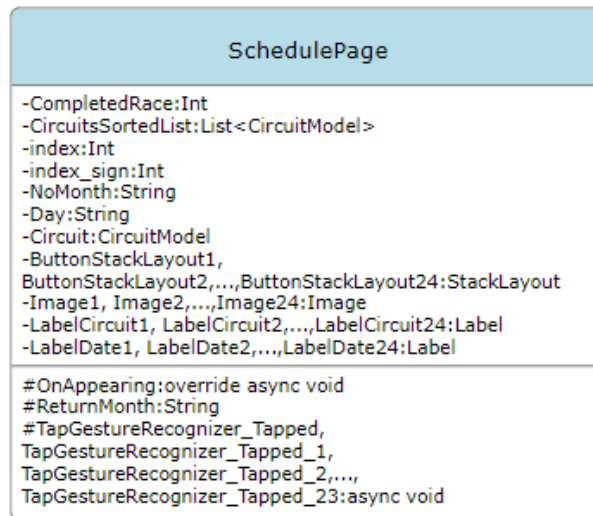 SchedulePage
-CompletedRace:Int
-CircuitsSortedList:List<CircuitModel>
-index:Int
-index_sign:Int
-NoMonth:String
-Day:String
-Circuit:CircuitModel
-ButtonStackLayout1,
ButtonStackLayout2,...,ButtonStackLayout24:StackLayout
-Image1, Image2,...,Image24:Image
-LabelCircuit1, LabelCircuit2,...,LabelCircuit24:Label
-LabelDate1, LabelDate2,...,LabelDate24:Label
#OnAppearing:override async void
#ReturnMonth:String
#TapGestureRecognizer_Tapped,
TapGestureRecognizer_Tapped_1,
TapGestureRecognizer_Tapped_2,...,
TapGestureRecognizer_Tapped_23:async void